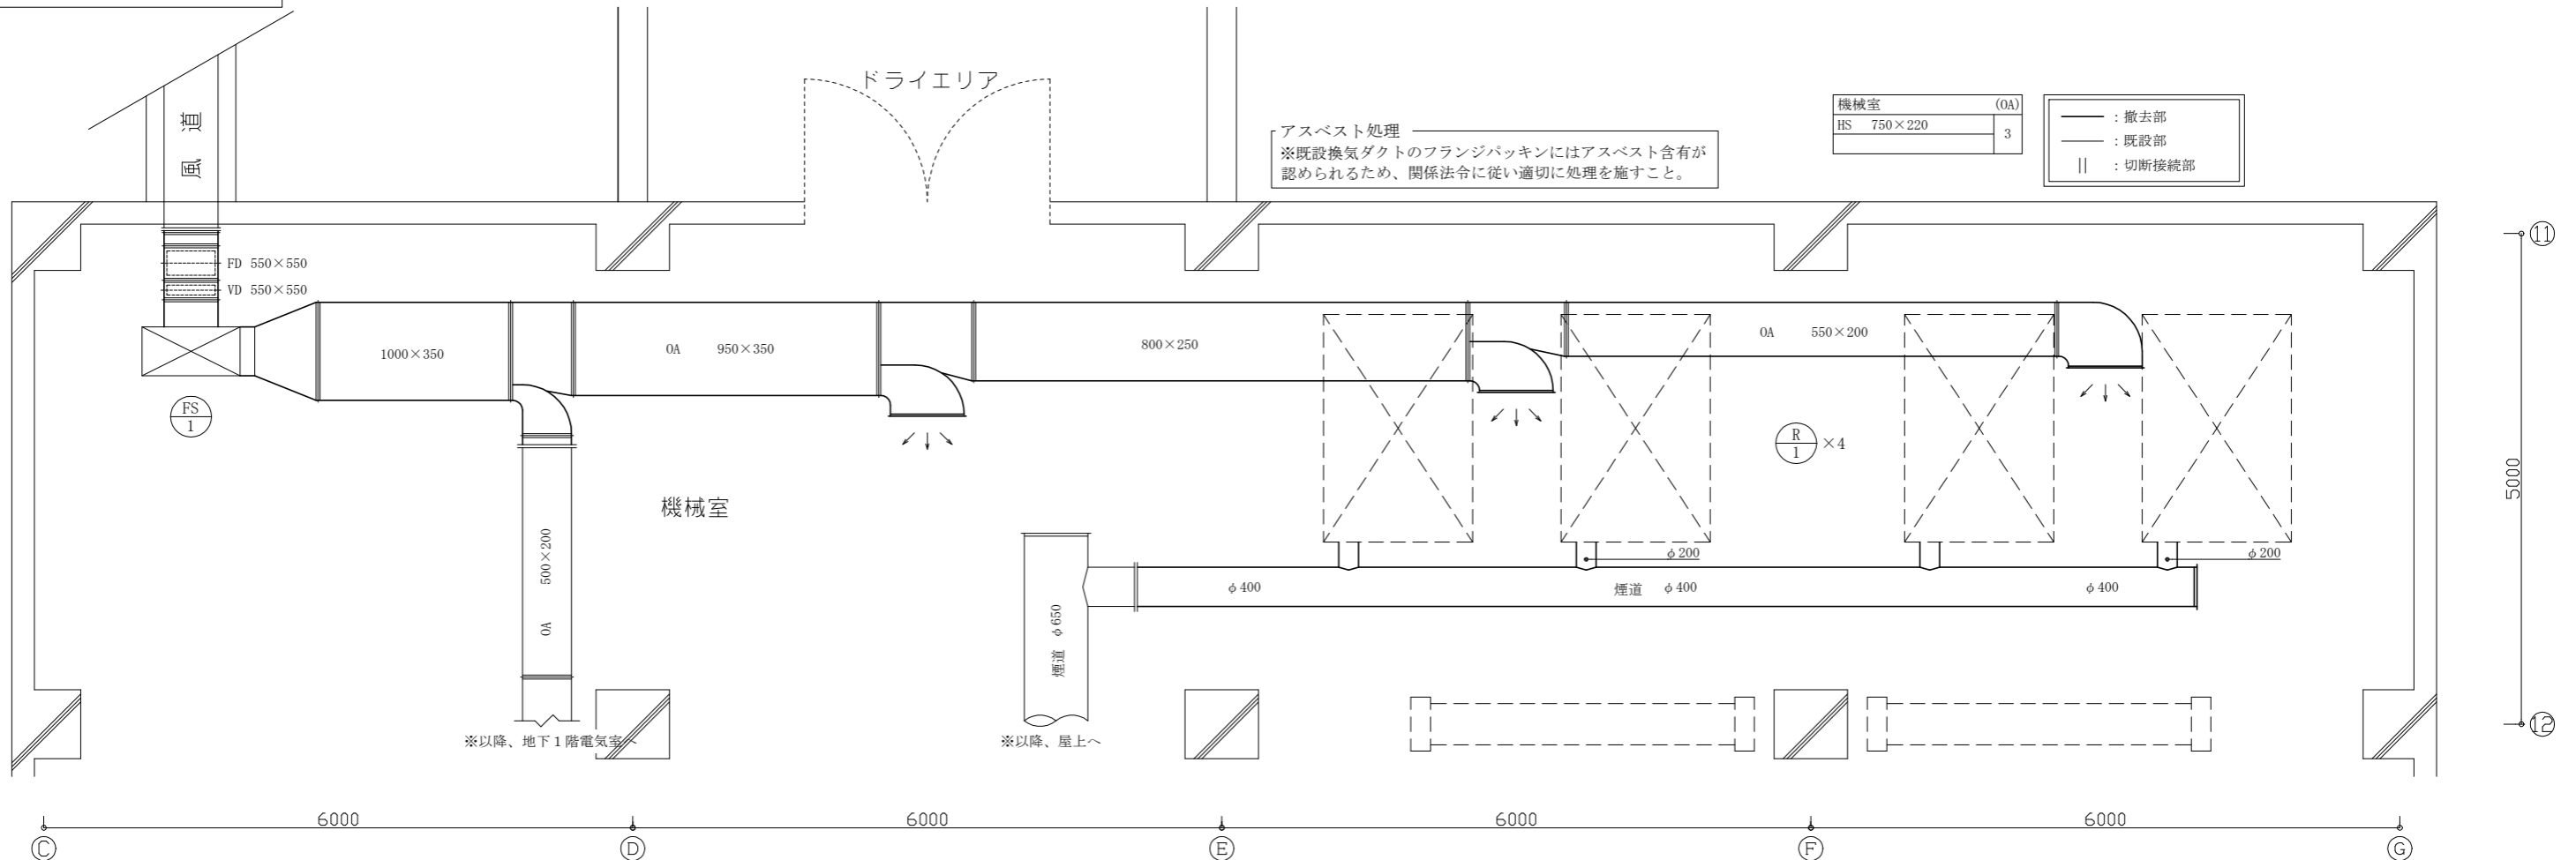 ドライエリア
風道
アスベスト処理
※既設換気ダクトのフランジパッキンにはアスベスト含有が
認められるため、関係法令に従い適切に処理を施すこと。
機械室 (OA)
HS 750×220
3
：撤去部
：既設部
：切断接続部
11
FD 550×550
VD 550×550
1000×350
OA 950×350
800×250
OA 550×200
FS
1
R
1
×4
5000
機械室
OA 500×200
煙道 φ650
φ200
φ200
φ400
煙道 φ400
φ400
※以降、地下1階電気室へ
※以降、屋上へ
12
6000
6000
6000
6000
C
D
E
F
G